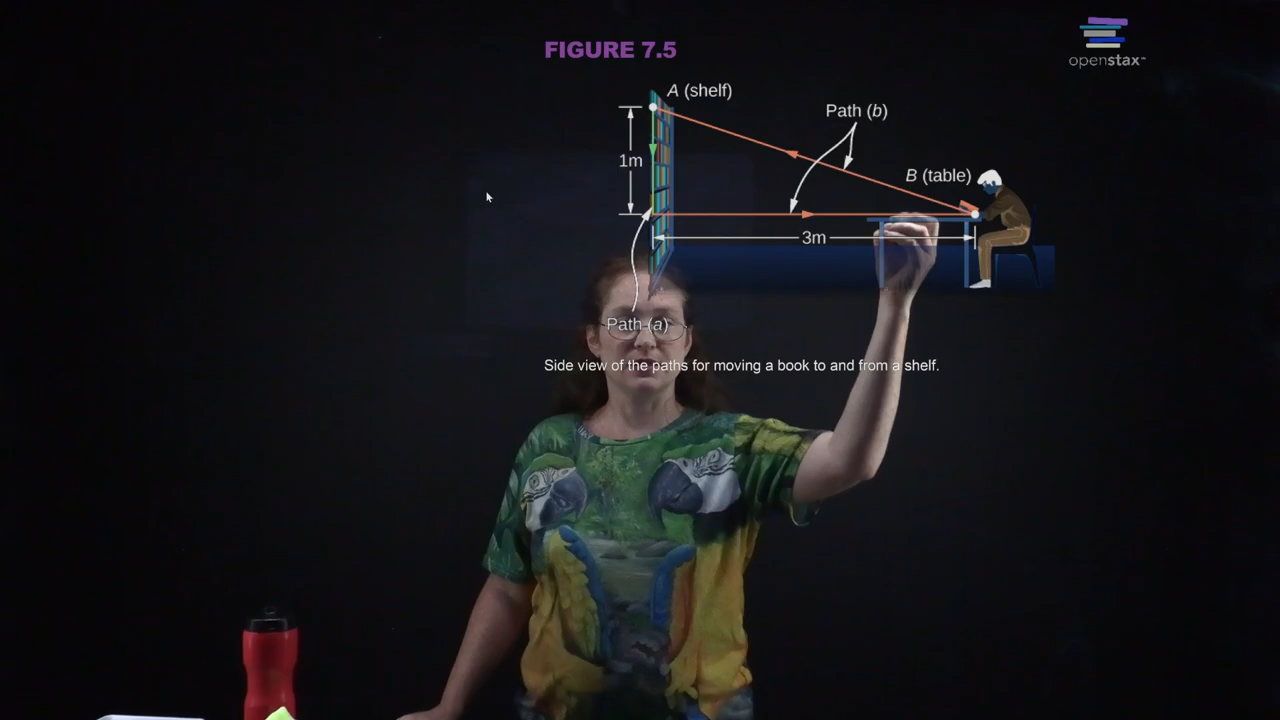 FIGURE 7.5
openstax™
A (shelf)
Path (b)
1m
B (table)
3m
Path (a)
Side view of the paths for moving a book to and from a shelf.